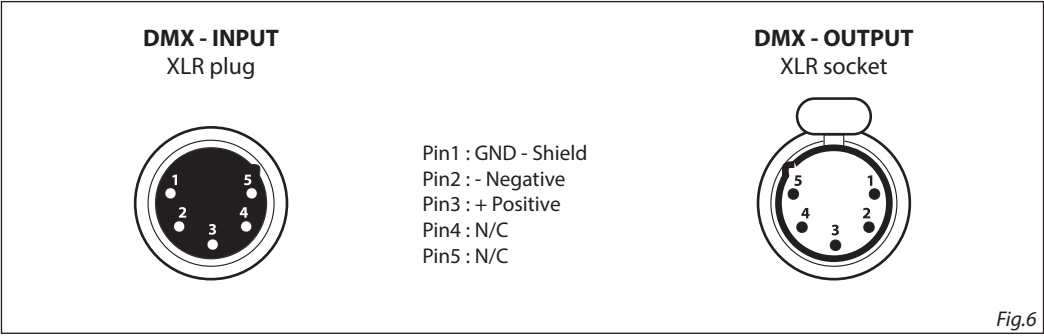 DMX - INPUT
XLR plug
1
5
2
4
3
Pin1 : GND - Shield
Pin2 : - Negative
Pin3 : + Positive
Pin4 : N/C
Pin5 : N/C
DMX - OUTPUT
XLR socket
5
1
4
2
3
Fig.6